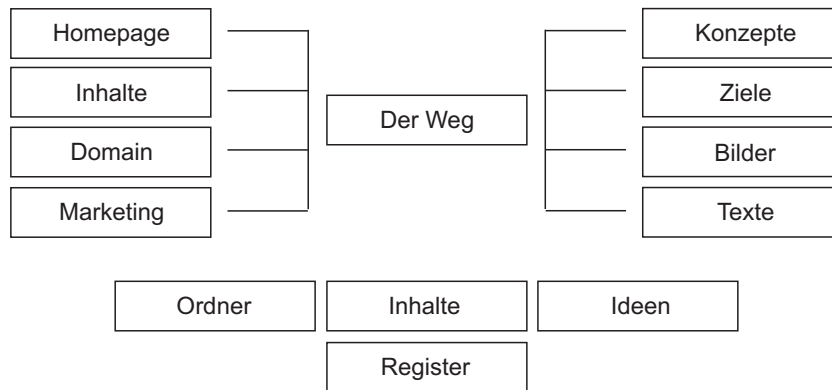 Homepage
Konzepte
Inhalte
Ziele
Der Weg
Domain
Bilder
Marketing
Texte
Ordner
Inhalte
Ideen
Register